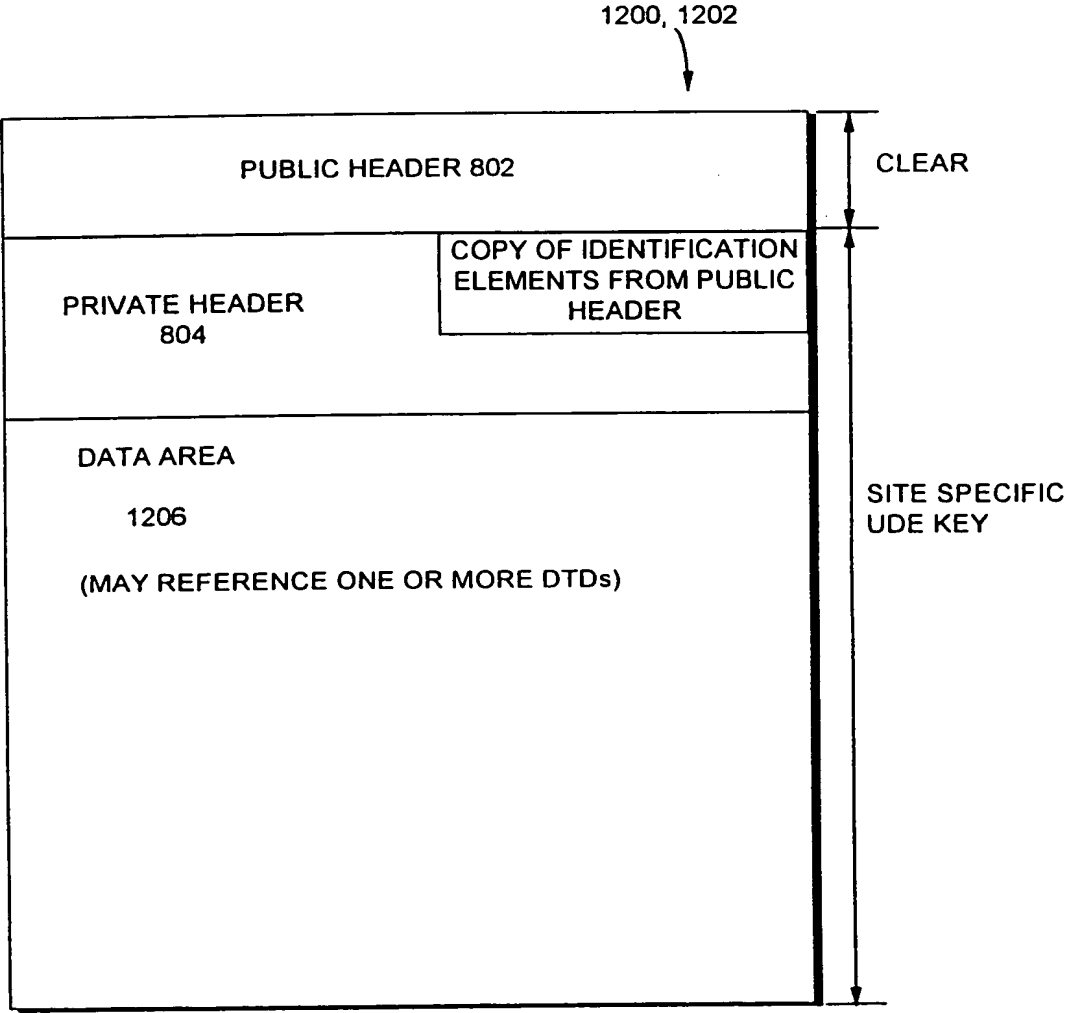 1200, 1202
PUBLIC HEADER 802
CLEAR
COPY OF IDENTIFICATION
ELEMENTS FROM PUBLIC
HEADER
PRIVATE HEADER
804
DATA AREA
1206
(MAY REFERENCE ONE OR MORE DTDs)
SITE SPECIFIC
UDE KEY